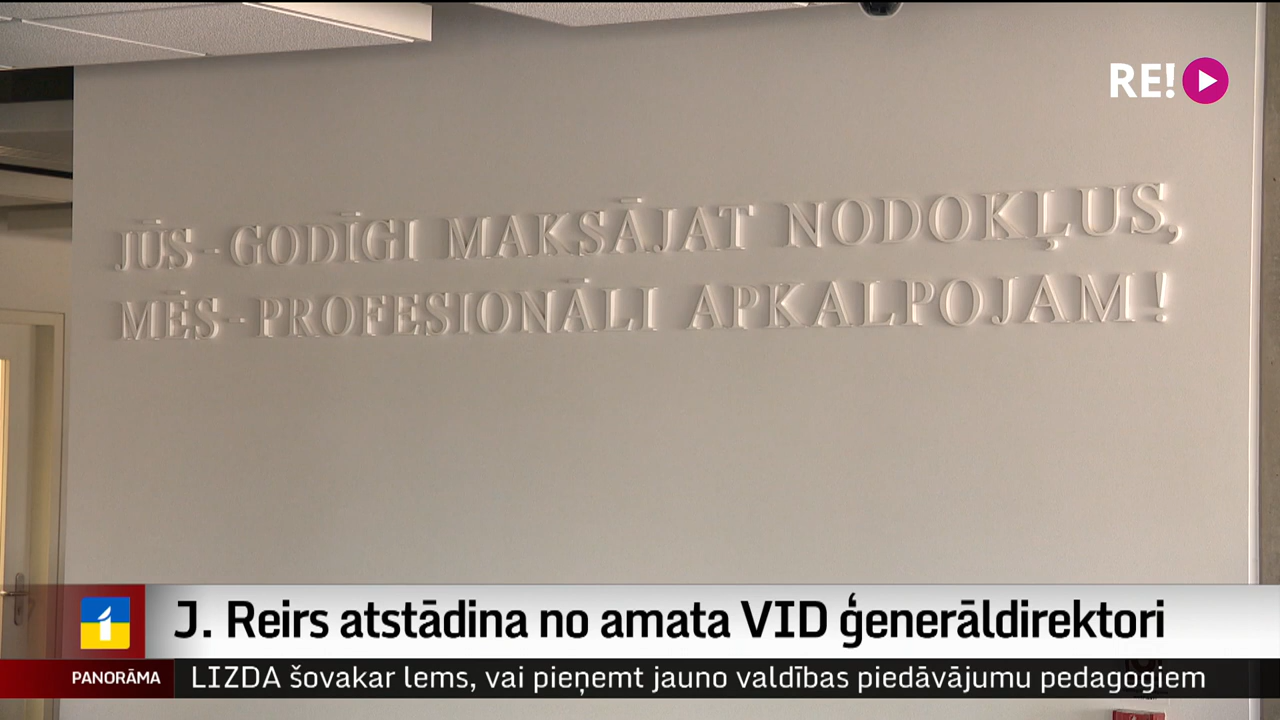 RE!
JŪS - GODĪGI MAKSĀJAT NODOKĻUS,
MĒS - PROFESIONĀLI APKALPOJAM!
1
J. Reirs atstādina no amata VID ģenerāldirektori
PANORĀMA
LIZDA šovakar lems, vai pieņemt jauno valdības piedāvājumu pedagogiem